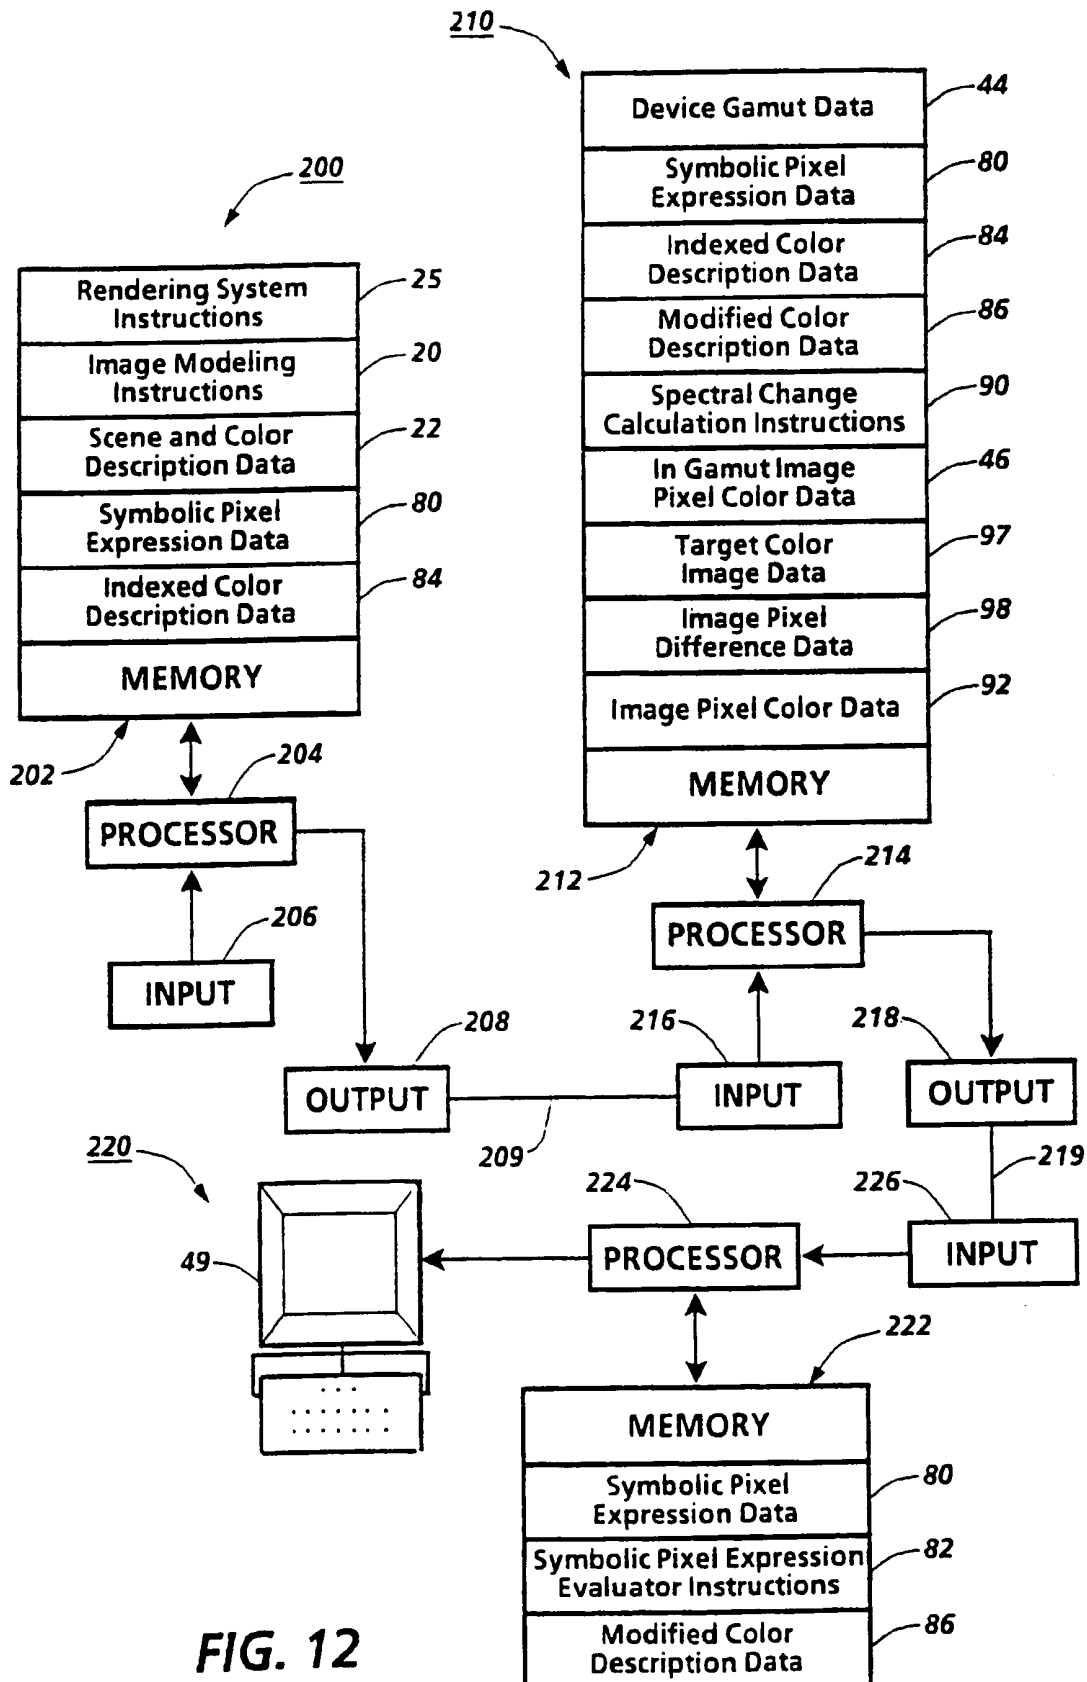 210
44
Device Gamut Data
80
Symbolic Pixel
Expression Data
200
84
Indexed Color
Description Data
25
Rendering System
Instructions
86
Modified Color
Description Data
20
Image Modeling
Instructions
90
Spectral Change
Calculation Instructions
22
Scene and Color
Description Data
46
In Gamut Image
Pixel Color Data
80
Symbolic Pixel
Expression Data
97
Target Color
Image Data
84
Indexed Color
Description Data
98
Image Pixel
Difference Data
MEMORY
92
Image Pixel Color Data
202
204
MEMORY
PROCESSOR
212
214
206
PROCESSOR
INPUT
208
216
218
OUTPUT
INPUT
OUTPUT
209
219
220
224
226
49
PROCESSOR
INPUT
222
MEMORY
80
Symbolic Pixel
Expression Data
82
Symbolic Pixel Expression
Evaluator Instructions
86
Modified Color
Description Data
FIG. 12